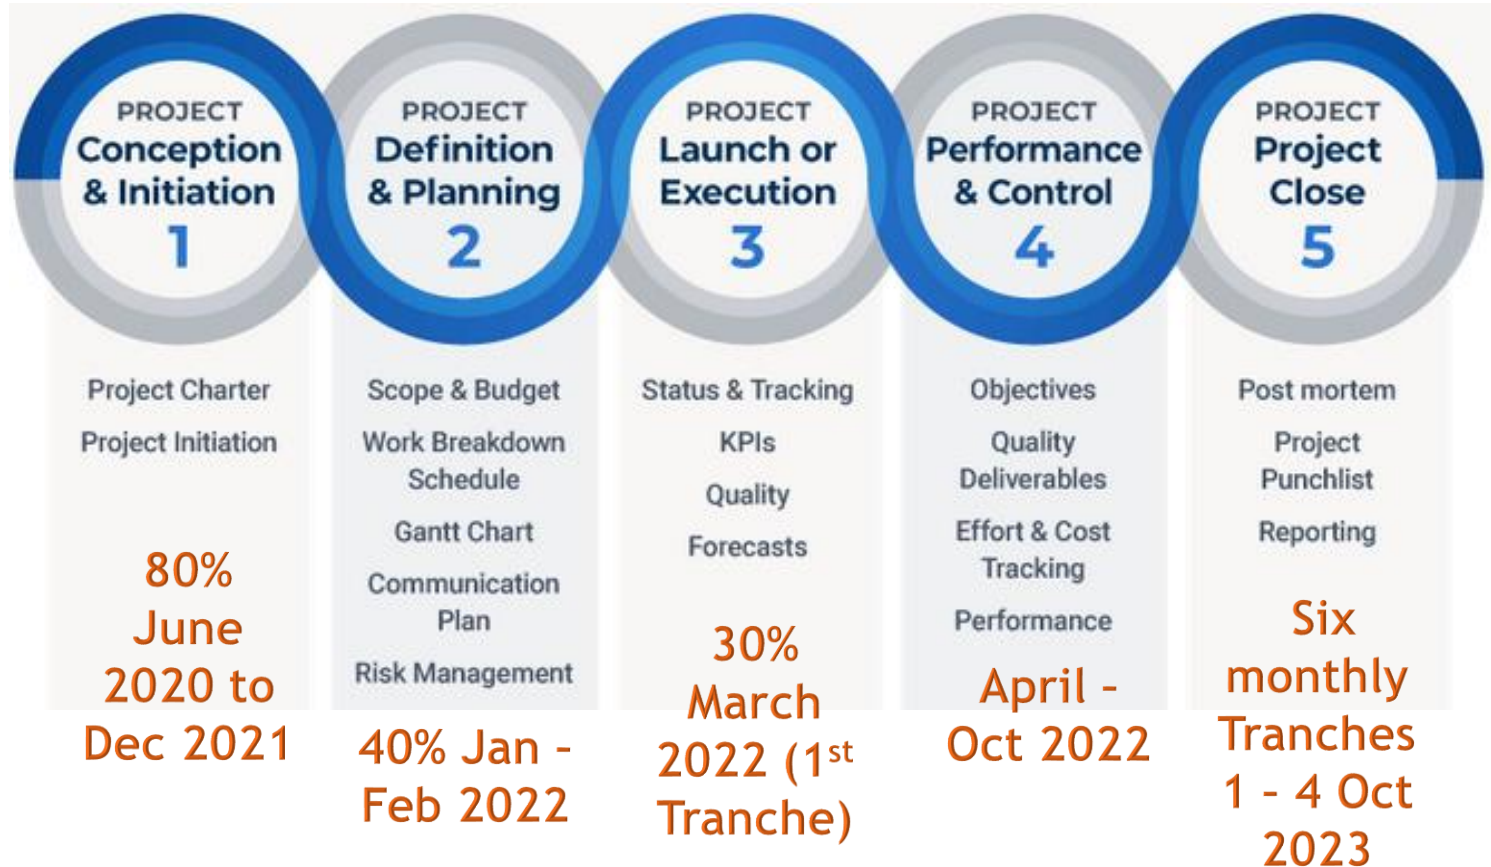 PROJECT
Conception
& Initiation
1
Project Charter
Project Initiation
80%
June
2020 to
Dec 2021
PROJECT
Definition
& Planning
2
Scope & Budget
Work Breakdown
Schedule
Gantt Chart
Communication
Plan
Risk Management
40% Jan –
Feb 2022
PROJECT
Launch or
Execution
3
Status & Tracking
KPIs
Quality
Forecasts
30%
March
2022 (1st
Tranche)
PROJECT
Performance
& Control
4
Objectives
Quality
Deliverables
Effort & Cost
Tracking
Performance
April –
Oct 2022
PROJECT
Project
Close
5
Post mortem
Project
Punchlist
Reporting
Six
monthly
Tranches
1 – 4 Oct
2023